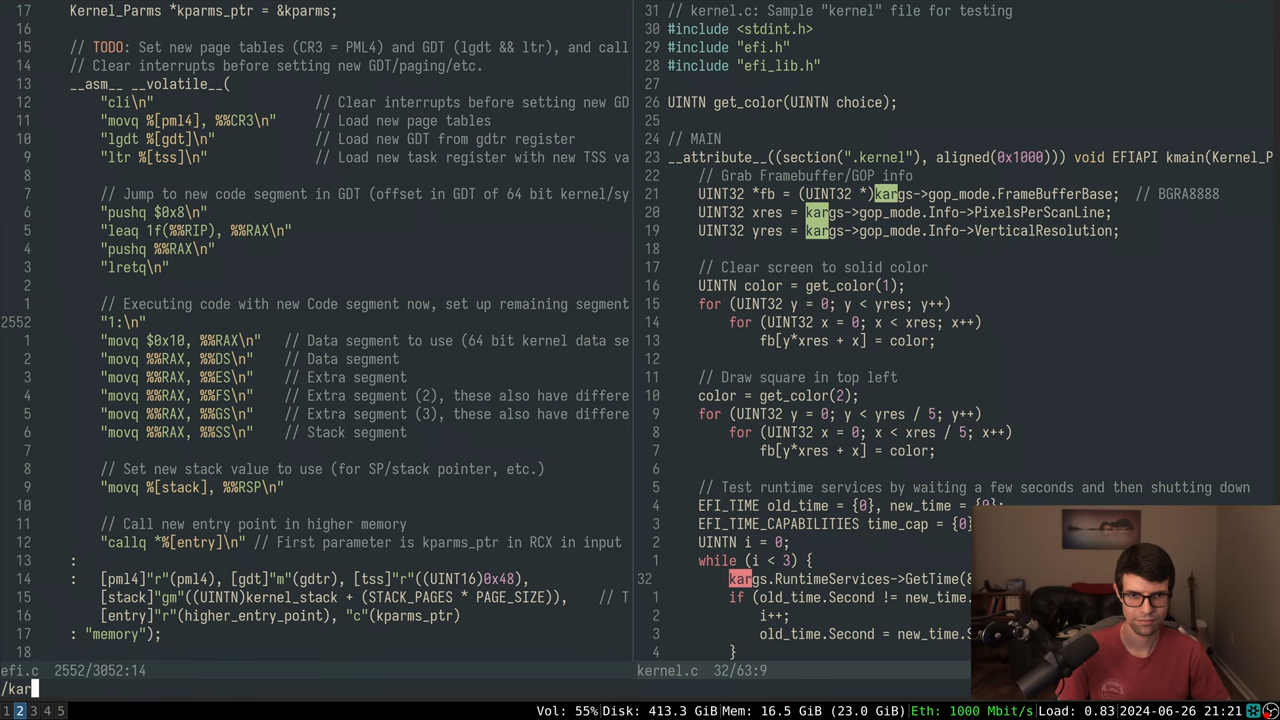 17 Kernel_Parms *kparms_ptr = &kparms;
16
15 // TODO: Set new page tables (CR3 = PML4) and GDT (lgdt && ltr), and call
14 // Clear interrupts before setting new GDT/paging/etc.
13 __asm__ __volatile__(
12 "cli\n" // Clear interrupts before setting new GD
11 "movq %[pml4], %%CR3\n" // Load new page tables
10 "lgdt %[gdt]\n" // Load new GDT from gdtr register
9 "ltr %[tss]\n" // Load new task register with new TSS va
8
7 // Jump to new code segment in GDT (offset in GDT of 64 bit kernel/sy
6 "pushq $0x8\n"
5 "leaq 1f(%%RIP), %%RAX\n"
4 "pushq %%RAX\n"
3 "lretq\n"
2
1 // Executing code with new Code segment now, set up remaining segment
2552 "1:\n"
1 "movq $0x10, %%RAX\n" // Data segment to use (64 bit kernel data se
2 "movq %%RAX, %%DS\n" // Data segment
3 "movq %%RAX, %%ES\n" // Extra segment
4 "movq %%RAX, %%FS\n" // Extra segment (2), these also have differe
5 "movq %%RAX, %%GS\n" // Extra segment (3), these also have differe
6 "movq %%RAX, %%SS\n" // Stack segment
7
8 // Set new stack value to use (for SP/stack pointer, etc.)
9 "movq %[stack], %%RSP\n"
10
11 // Call new entry point in higher memory
12 "callq *%[entry]\n" // First parameter is kparms_ptr in RCX in input
13 :
14 : [pml4]"r"(pml4), [gdt]"m"(gdtr), [tss]"r"((UINT16)0x48),
15 [stack]"gm"((UINTN)kernel_stack + (STACK_PAGES * PAGE_SIZE)), // T
16 [entry]"r"(higher_entry_point), "c"(kparms_ptr)
17 : "memory");
18
efi.c 2552/3052:14
/kar
31 // kernel.c: Sample "kernel" file for testing
30 #include <stdint.h>
29 #include "efi.h"
28 #include "efi_lib.h"
27
26 UINTN get_color(UINTN choice);
25
24 // MAIN
23 __attribute__((section(".kernel"), aligned(0x1000))) void EFIAPI kmain(Kernel_P
22 // Grab Framebuffer/GOP info
21 UINT32 *fb = (UINT32 *)kargs->gop_mode.FrameBufferBase; // BGRA8888
20 UINT32 xres = kargs->gop_mode.Info->PixelsPerScanLine;
19 UINT32 yres = kargs->gop_mode.Info->VerticalResolution;
18
17 // Clear screen to solid color
16 UINTN color = get_color(1);
15 for (UINT32 y = 0; y < yres; y++)
14 for (UINT32 x = 0; x < xres; x++)
13 fb[y*xres + x] = color;
12
11 // Draw square in top left
10 color = get_color(2);
9 for (UINT32 y = 0; y < yres / 5; y++)
8 for (UINT32 x = 0; x < xres / 5; x++)
7 fb[y*xres + x] = color;
6
5 // Test runtime services by waiting a few seconds and then shutting down
4 EFI_TIME old_time = {0}, new_time = {0};
3 EFI_TIME_CAPABILITIES time_cap = {0}
2 UINTN i = 0;
1 while (i < 3) {
32 kargs.RuntimeServices->GetTime(&
1 if (old_time.Second != new_time.
2 i++;
3 old_time.Second = new_time.S
4 }
kernel.c 32/63:9
1 2 3 4 5 Vol: 55%|Disk: 413.3 GiB|Mem: 16.5 GiB (23.0 GiB)|Eth: 1000 Mbit/s|Load: 0.83|2024-06-26 21:21